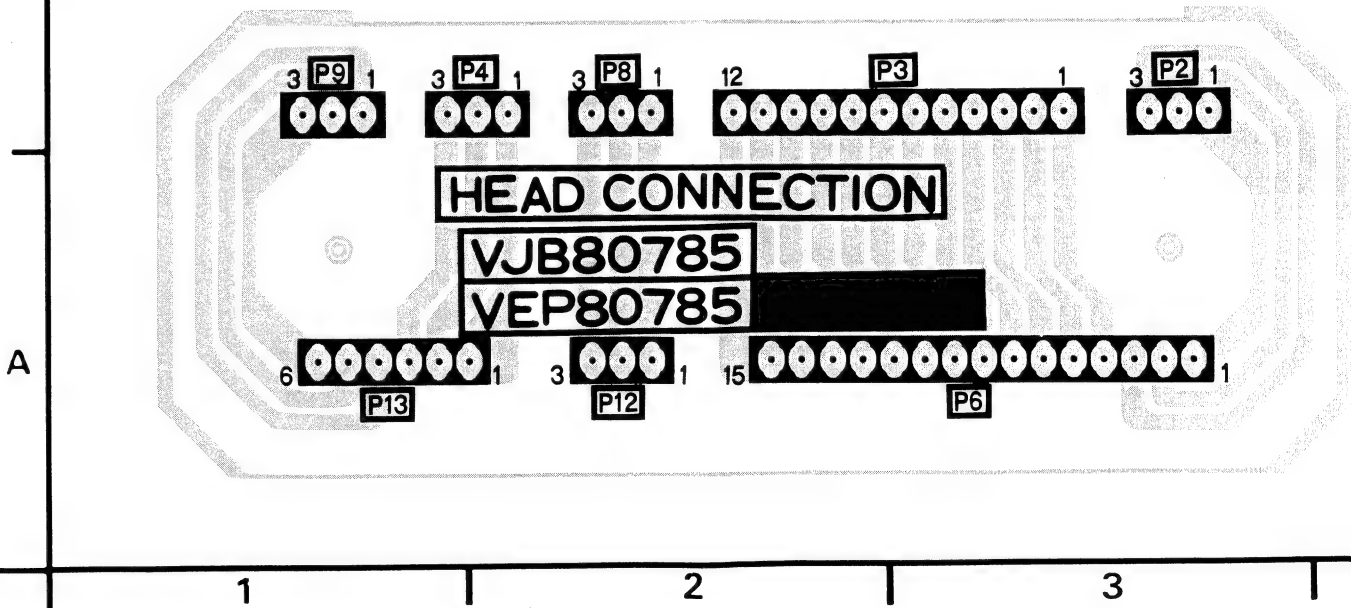 3 P9 1 3 P4 1 3 P8 1 12 P3 1 3 P2 1
HEAD CONNECTION
VJB80785
VEP80785
A
6 1 3 1 15 1
P13 P12 P6
1 2 3